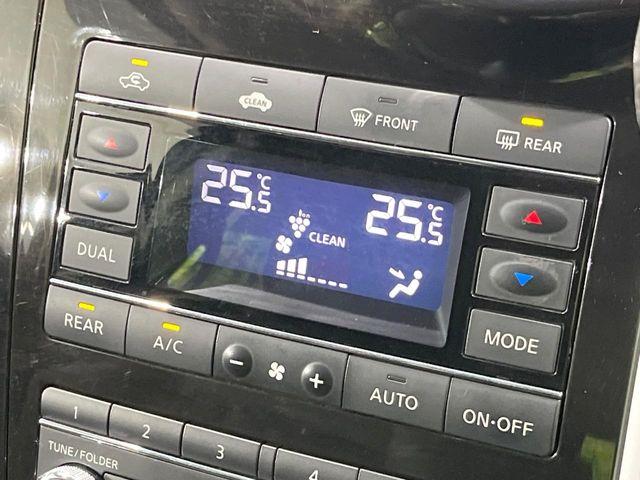 CLEAN
FRONT
REAR
25.5°C
25.5°C
ion
CLEAN
DUAL
MODE
REAR
A/C
- +
AUTO
ON·OFF
1 2 3 4
TUNE/FOLDER